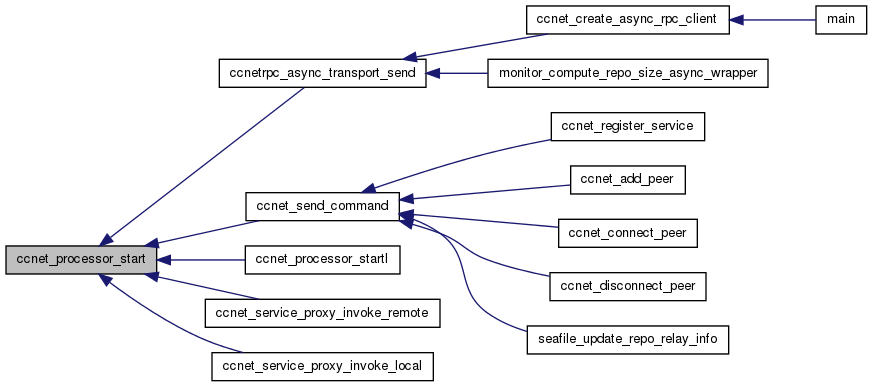 ccnet_create_async_rpc_client
main
ccnetrpc_async_transport_send
monitor_compute_repo_size_async_wrapper
ccnet_register_service
ccnet_add_peer
ccnet_send_command
ccnet_connect_peer
ccnet_processor_start
ccnet_processor_startl
ccnet_disconnect_peer
ccnet_service_proxy_invoke_remote
seafile_update_repo_relay_info
ccnet_service_proxy_invoke_local